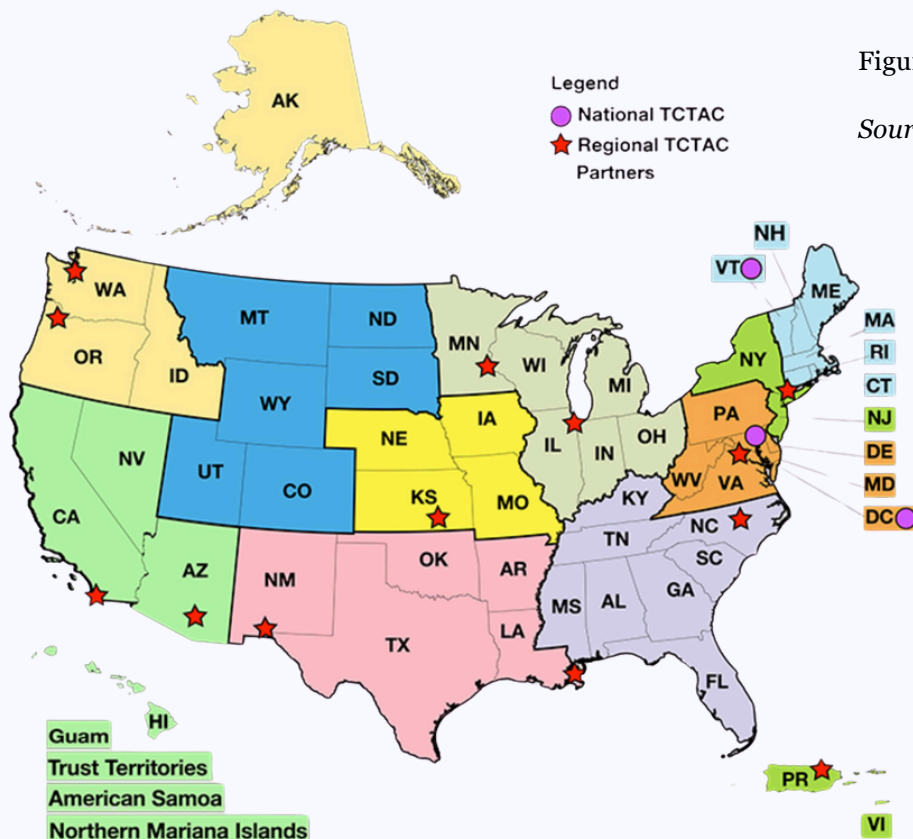 AK
Legend
National TCTAC
Regional TCTAC
Partners
NH
VT
ME
WA
MT
ND
MN
MA
OR
ID
SD
WI
NY
RI
WY
MI
CT
NE
IA
PA
NJ
NV
UT
CO
IL
IN
OH
DE
KS
MO
WV
VA
MD
CA
KY
DC
AZ
NM
OK
AR
TN
NC
SC
MS
AL
GA
TX
LA
FL
HI
Guam
Trust Territories
American Samoa
Northern Mariana Islands
PR
VI